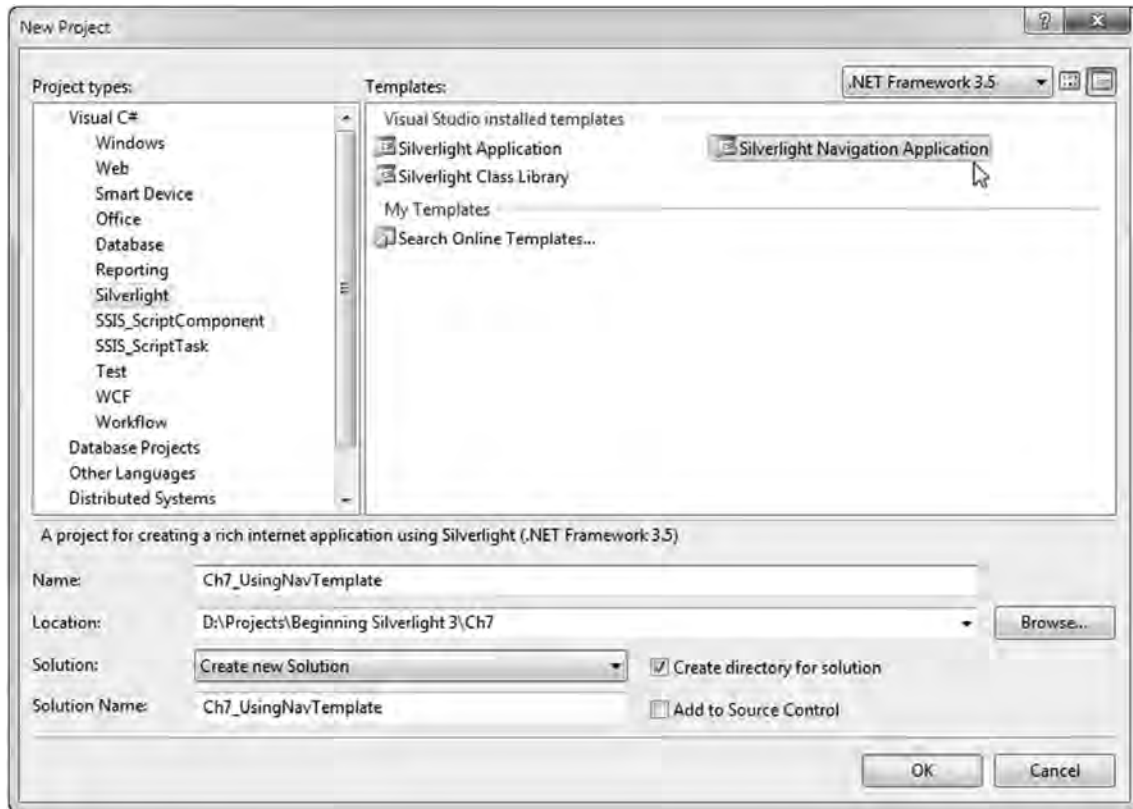 New Project
Project types:
Templates:
.NET Framework 3.5
Visual C#
Windows
Web
Smart Device
Office
Database
Reporting
Silverlight
SSIS_ScriptComponent
SSIS_ScriptTask
Test
WCF
Workflow
Database Projects
Other Languages
Distributed Systems
Visual Studio installed templates
Silverlight Application
Silverlight Navigation Application
Silverlight Class Library
My Templates
Search Online Templates...
A project for creating a rich internet application using Silverlight (.NET Framework 3.5)
Name:
Ch7_UsingNavTemplate
Location:
D:\Projects\Beginning Silverlight 3\Ch7
Browse...
Solution:
Create new Solution
Create directory for solution
Solution Name:
Ch7_UsingNavTemplate
Add to Source Control
OK
Cancel